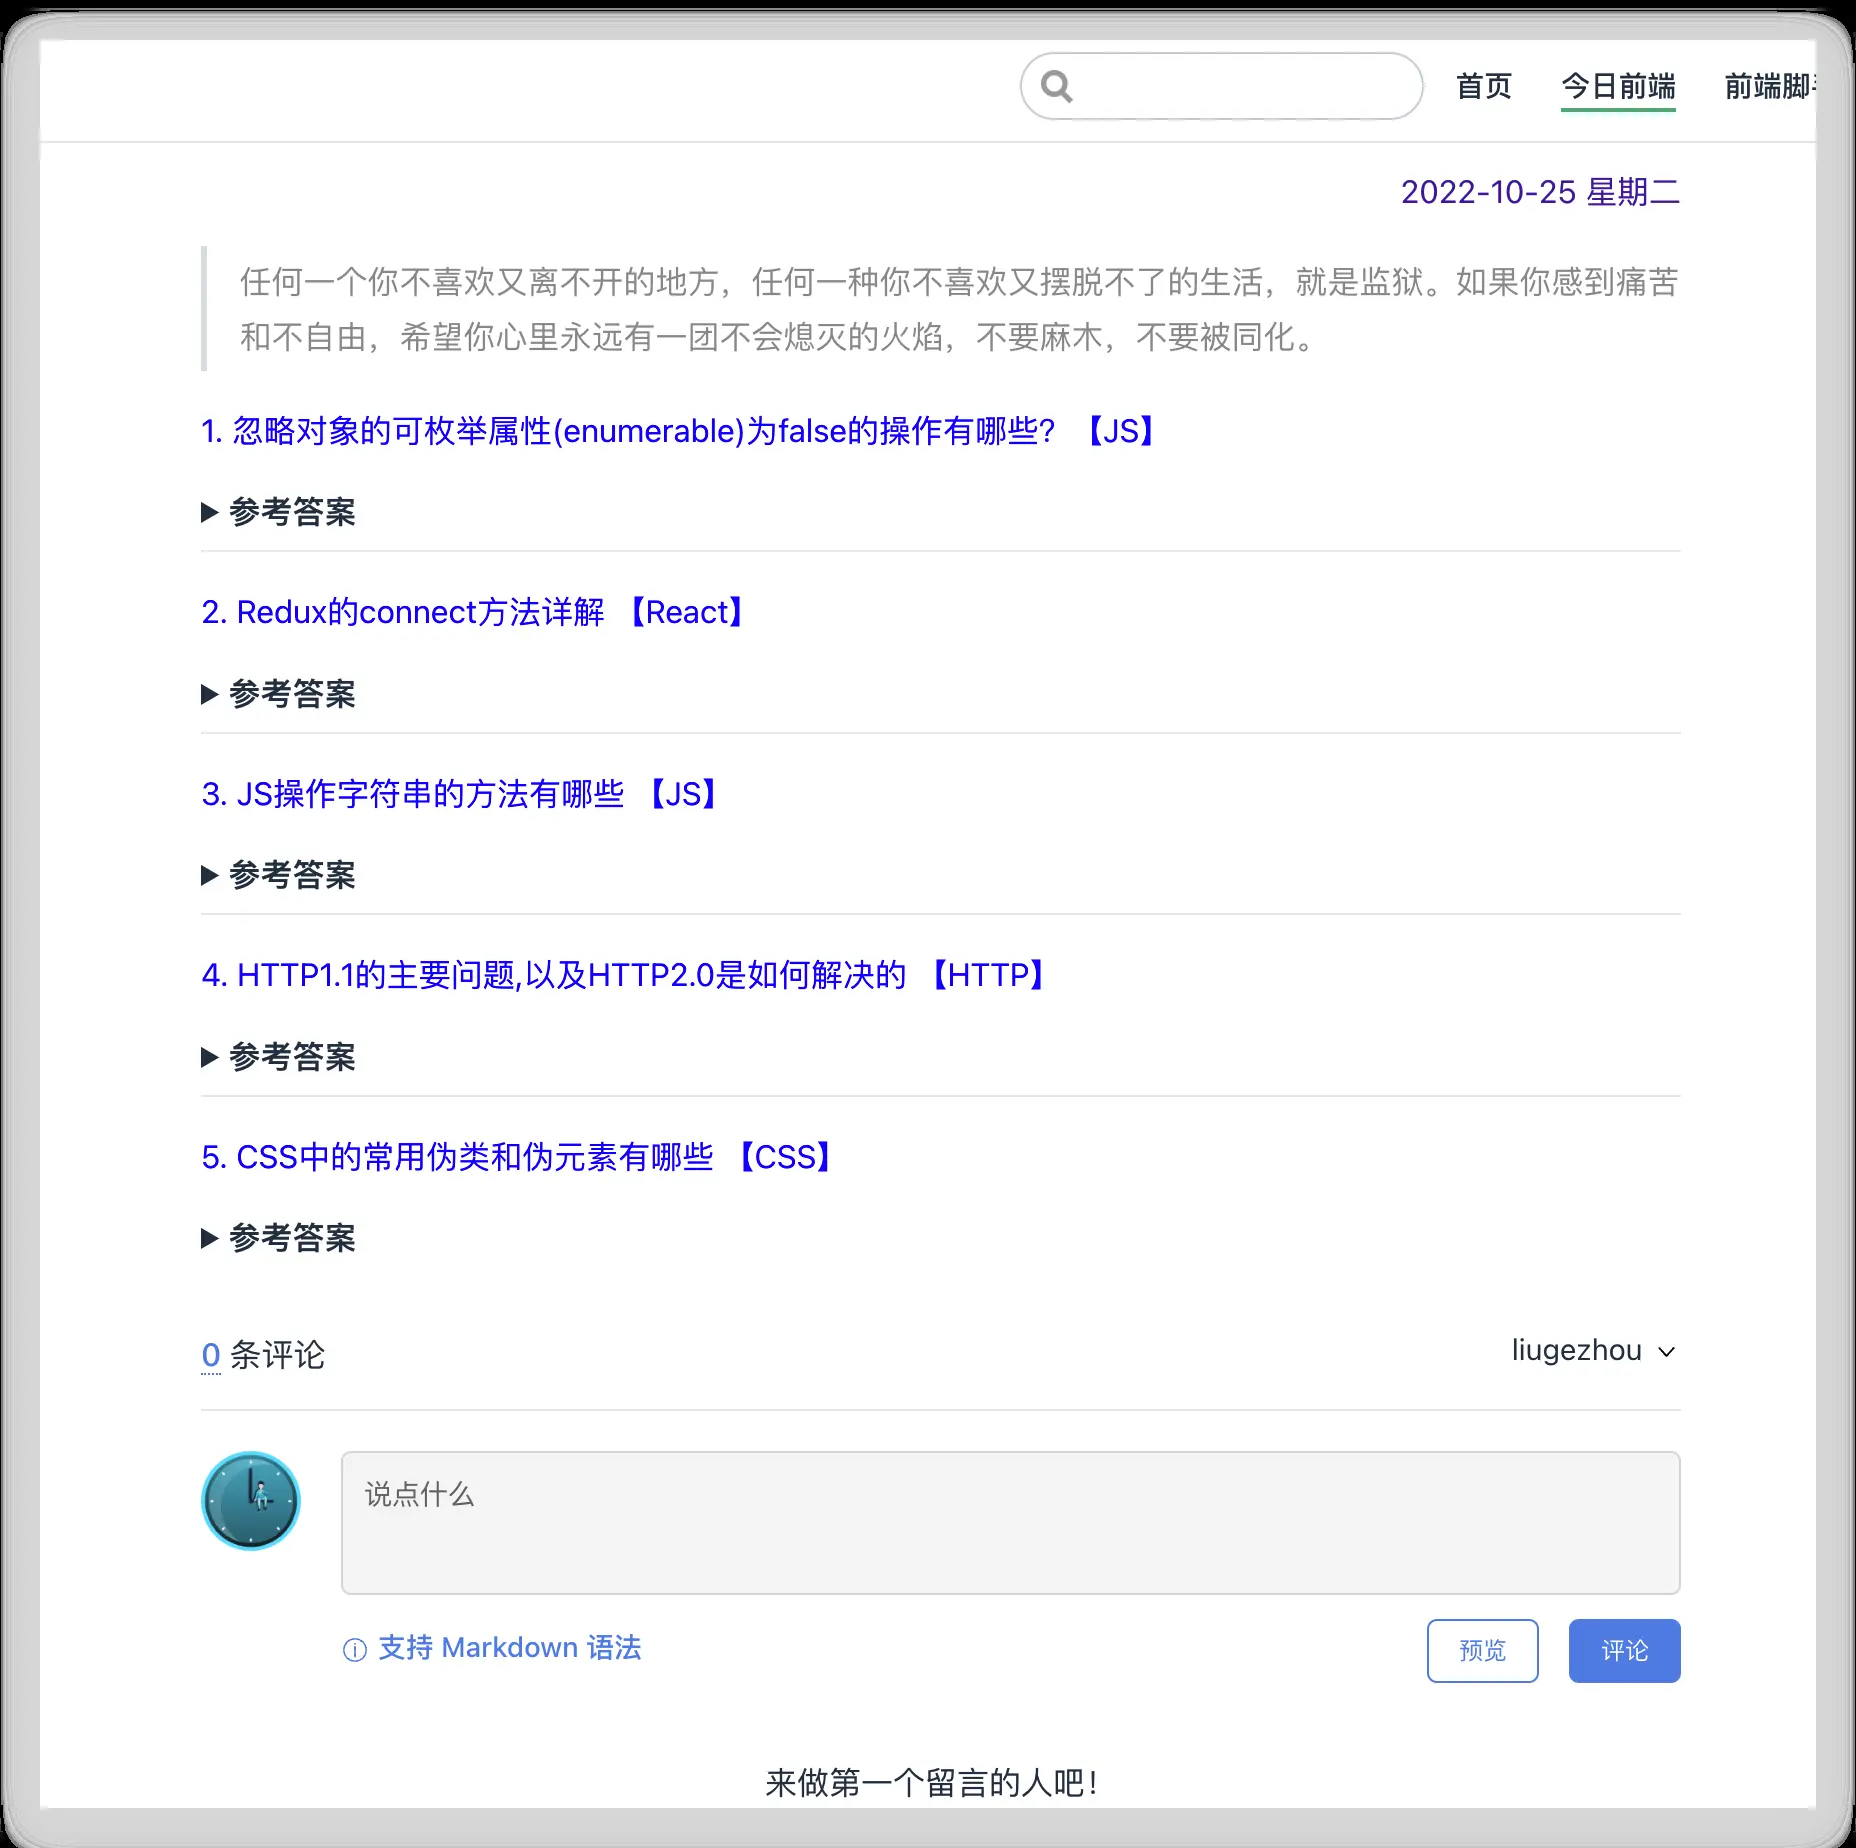 首页 今日前端 前端脚
2022-10-25 星期二
任何一个你不喜欢又离不开的地方，任何一种你不喜欢又摆脱不了的生活，就是监狱。如果你感到痛苦
和不自由，希望你心里永远有一团不会熄灭的火焰，不要麻木，不要被同化。
1. 忽略对象的可枚举属性(enumerable)为false的操作有哪些？ 【JS】
▶ 参考答案
2. Redux的connect方法详解 【React】
▶ 参考答案
3. JS操作字符串的方法有哪些 【JS】
▶ 参考答案
4. HTTP1.1的主要问题,以及HTTP2.0是如何解决的 【HTTP】
▶ 参考答案
5. CSS中的常用伪类和伪元素有哪些 【CSS】
▶ 参考答案
0 条评论 liugezhou
说点什么
支持 Markdown 语法 预览 评论
来做第一个留言的人吧！